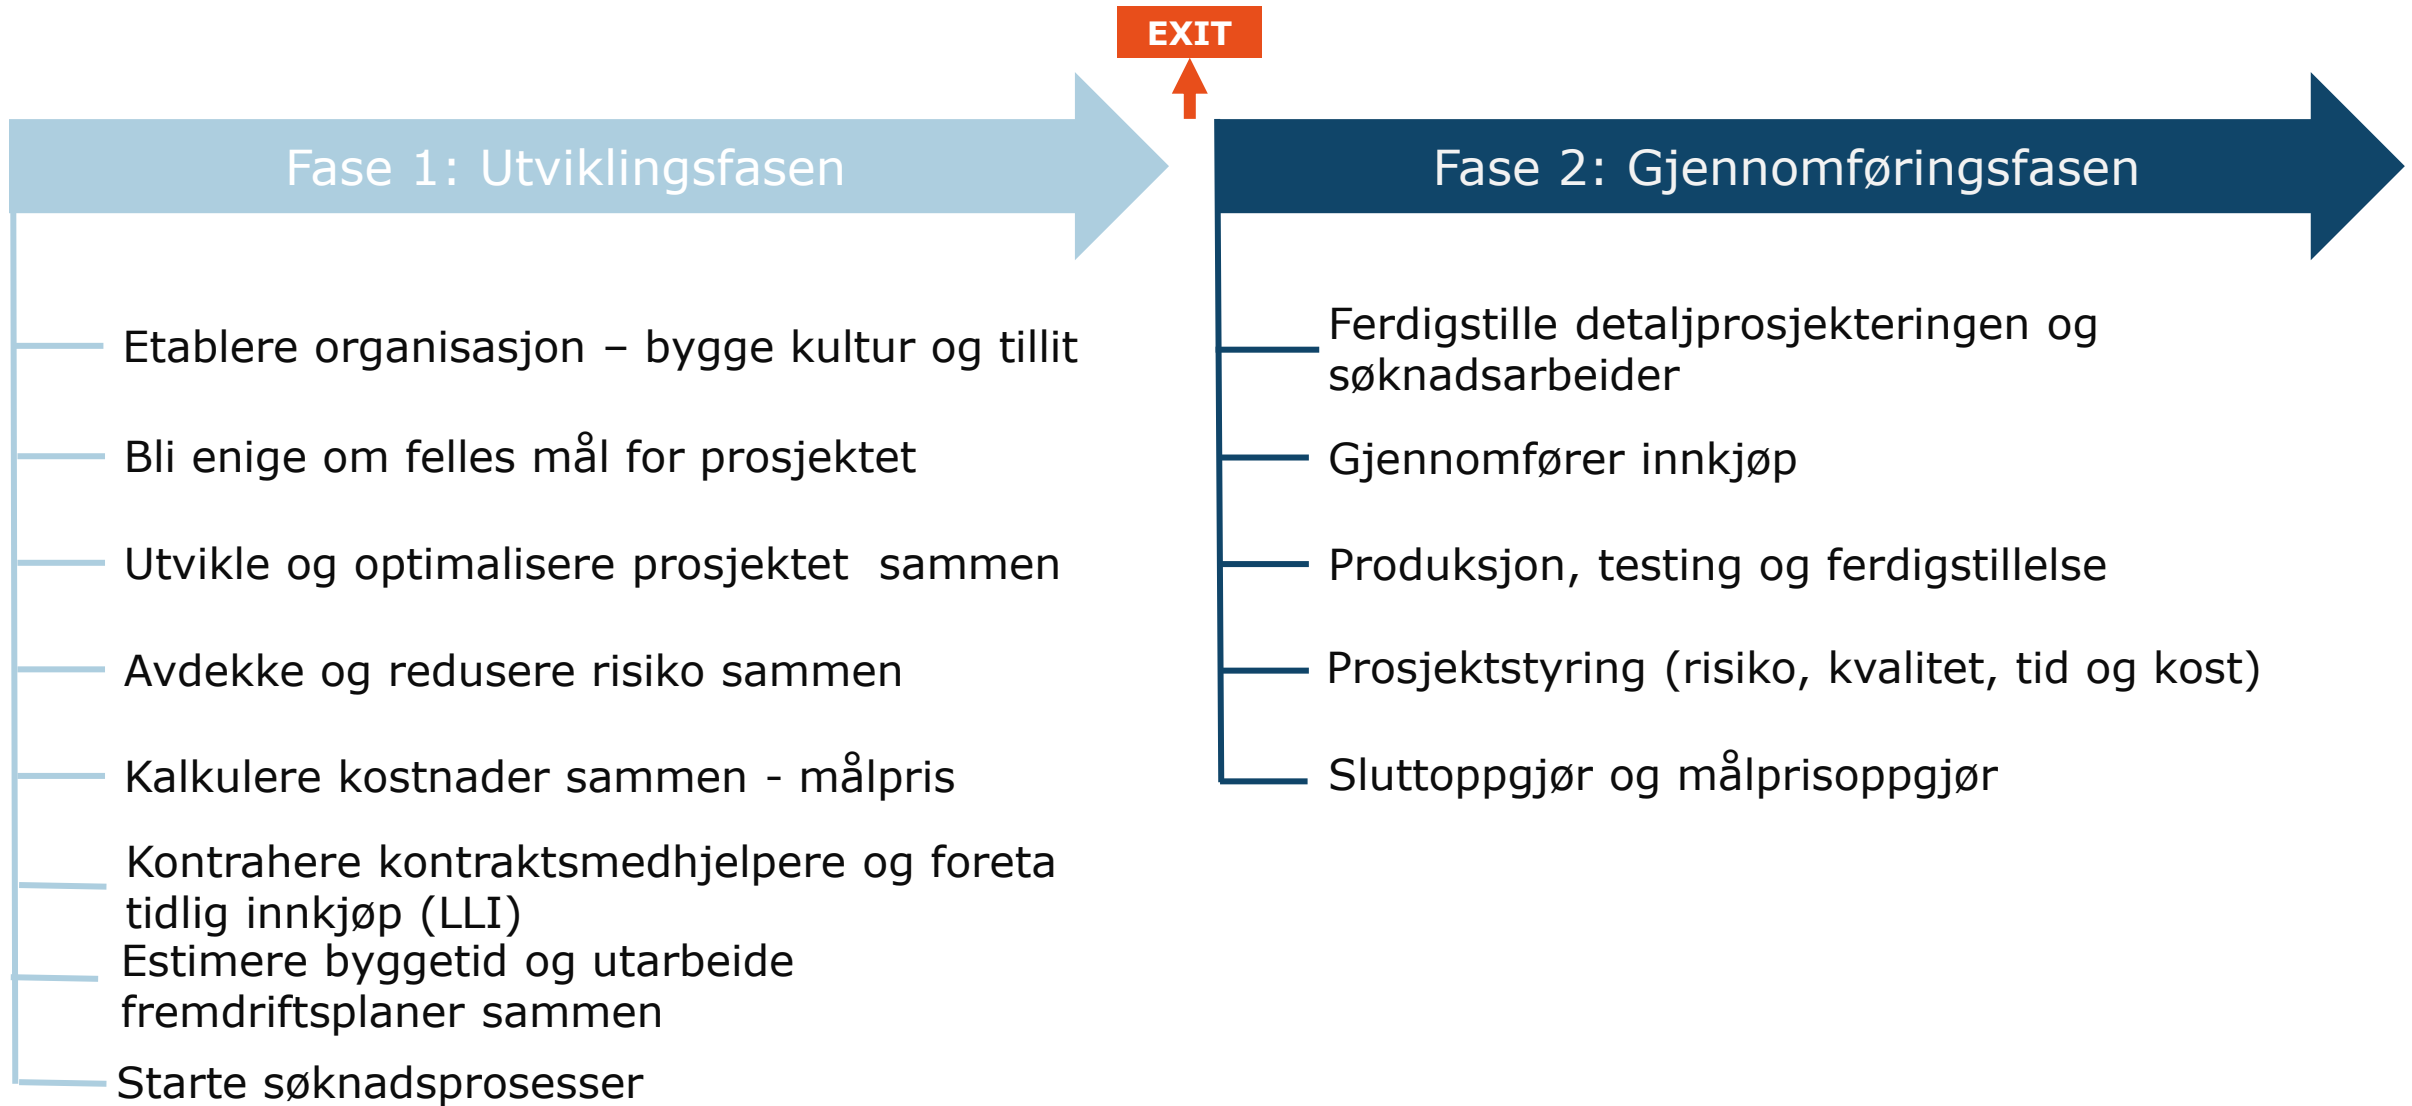 EXIT
Fase 1: Utviklingsfasen
Etablere organisasjon – bygge kultur og tillit
Bli enige om felles mål for prosjektet
Utvikle og optimalisere prosjektet  sammen
Avdekke og redusere risiko sammen
Kalkulere kostnader sammen - målpris
Kontrahere kontraktsmedhjelpere og foreta
tidlig innkjøp (LLI)
Estimere byggetid og utarbeide
fremdriftsplaner sammen
Starte søknadsprosesser
Fase 2: Gjennomføringsfasen
Ferdigstille detaljprosjekteringen og
søknadsarbeider
Gjennomfører innkjøp
Produksjon, testing og ferdigstillelse
Prosjektstyring (risiko, kvalitet, tid og kost)
Sluttoppgjør og målprisoppgjør